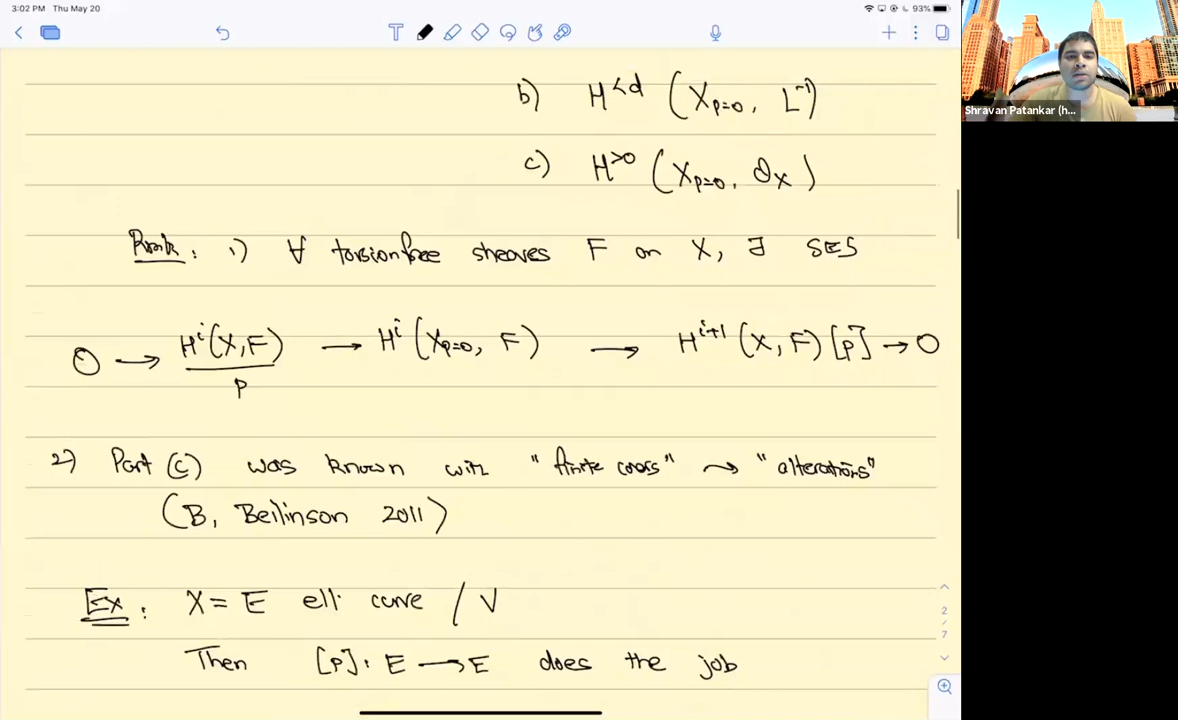 3:02 PM Thu May 20
93%
Shravan Patankar (h...
b) H^{<d} (X_{p=0}, L^{-1})
c) H^{>0} (X_{p=0}, O_X)
Rmk: 1) ∀ torsionfree sheaves F on X, ∃ SES
0 → H^i(X,F)/p → H^i(X_{p=0}, F) → H^{i+1}(X,F)[p] → 0
2) Part (c) was known with "finite covers" ⇝ "alterations"
(B, Beilinson 2011)
Ex: X = E ell. curve / V
Then [p]: E → E does the job
2
/
7